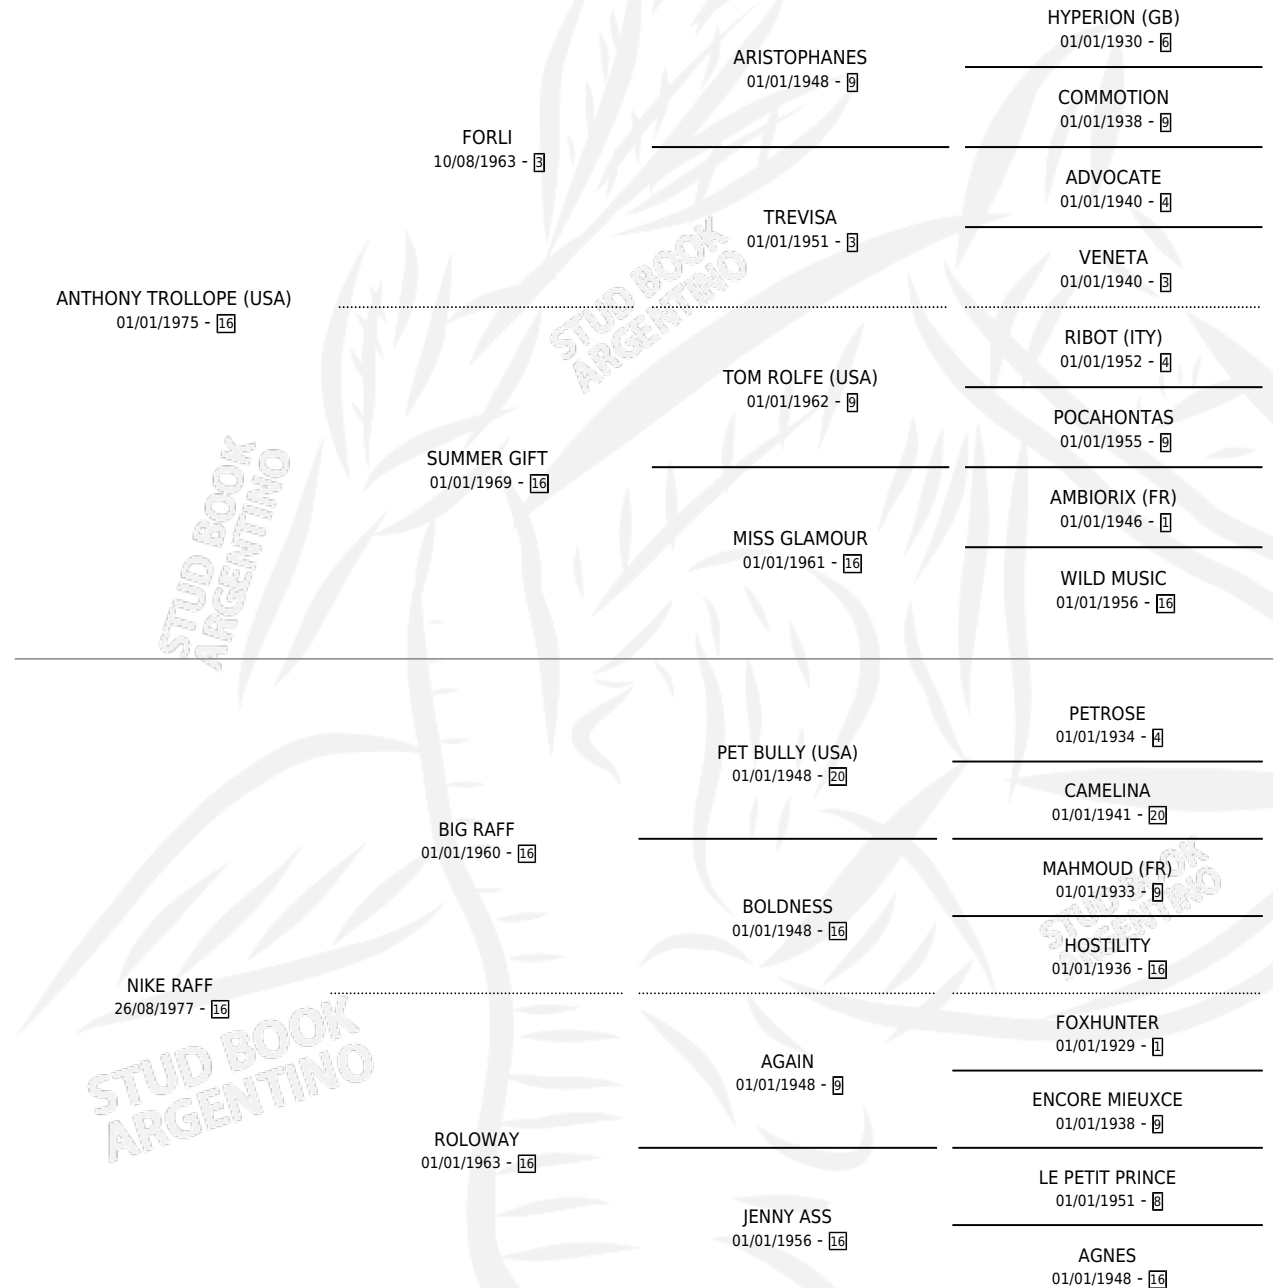 HYPERION (GB)
01/01/1930 - 6
ARISTOPHANES
01/01/1948 - 9
COMMOTION
01/01/1938 - 9
FORLI
10/08/1963 - 3
ADVOCATE
01/01/1940 - 4
TREVISA
01/01/1951 - 3
VENETA
01/01/1940 - 3
ANTHONY TROLLOPE (USA)
01/01/1975 - 16
RIBOT (ITY)
01/01/1952 - 4
TOM ROLFE (USA)
01/01/1962 - 9
POCAHONTAS
01/01/1955 - 9
SUMMER GIFT
01/01/1969 - 16
AMBIORIX (FR)
01/01/1946 - 1
MISS GLAMOUR
01/01/1961 - 16
WILD MUSIC
01/01/1956 - 16
PETROSE
01/01/1934 - 4
PET BULLY (USA)
01/01/1948 - 20
CAMELINA
01/01/1941 - 20
BIG RAFF
01/01/1960 - 16
MAHMOUD (FR)
01/01/1933 - 9
BOLDNESS
01/01/1948 - 16
HOSTILITY
01/01/1936 - 16
NIKE RAFF
26/08/1977 - 16
FOXHUNTER
01/01/1929 - 1
AGAIN
01/01/1948 - 9
ENCORE MIEUXCE
01/01/1938 - 9
ROLOWAY
01/01/1963 - 16
LE PETIT PRINCE
01/01/1951 - 8
JENNY ASS
01/01/1956 - 16
AGNES
01/01/1948 - 16
STUD BOOK
ARGENTINO
STUD BOOK
ARGENTINO
STUD BOOK
ARGENTINO
STUD BOOK
ARGENTINO